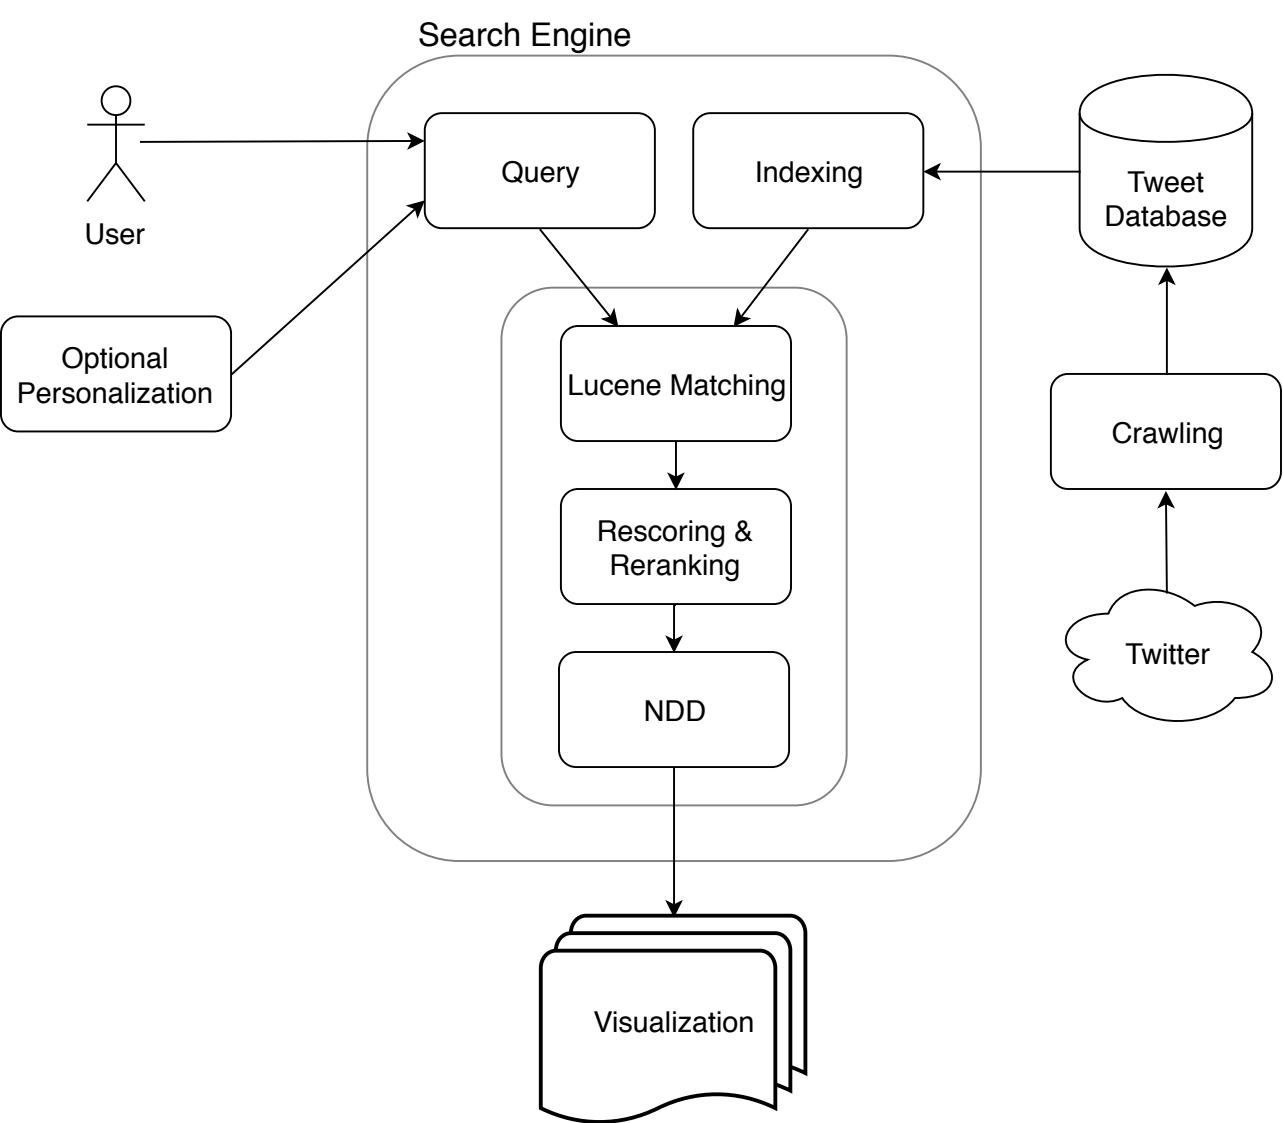 Search Engine
User
Query
Indexing
Tweet
Database
Optional
Personalization
Lucene Matching
Crawling
Rescoring &
Reranking
Twitter
NDD
Visualization